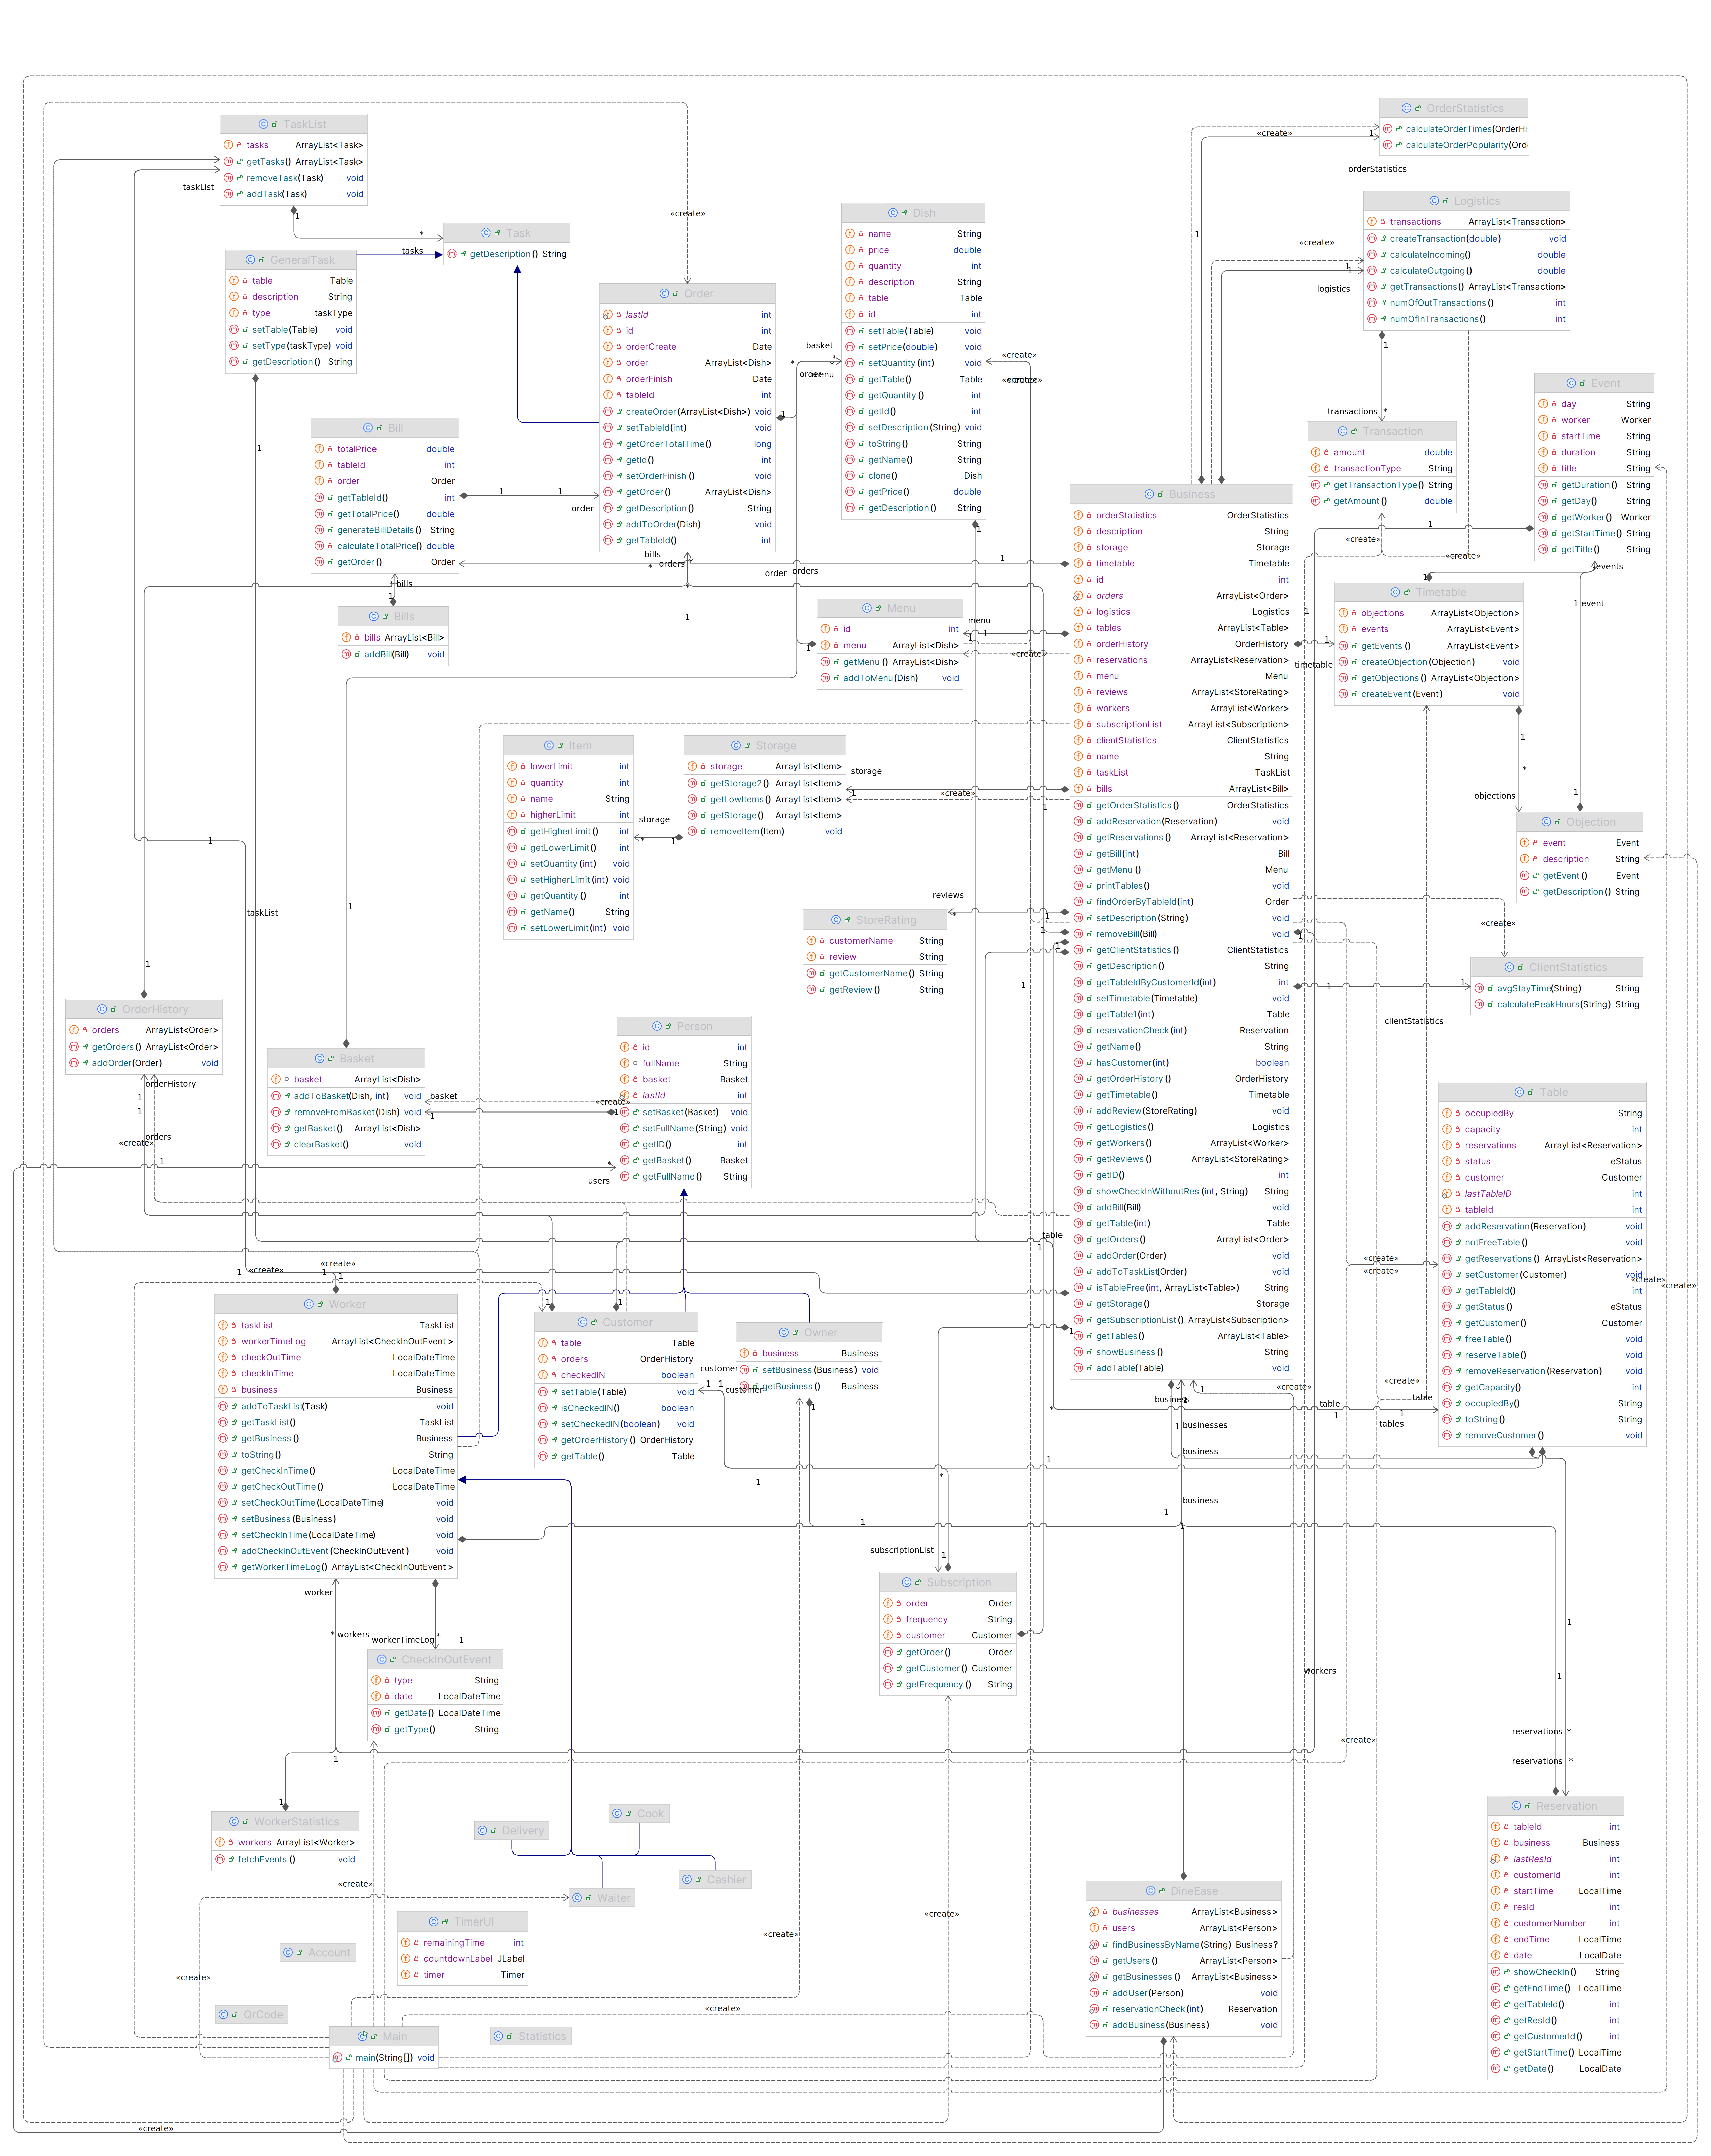 OrderStatistics
calculateOrderTimes(OrderHis
calculateOrderPopularity(Orde
«create»
1
orderStatistics
TaskList
tasks ArrayList<Task>
getTasks() ArrayList<Task>
removeTask(Task) void
addTask(Task) void
taskList
1
*
tasks
Task
getDescription() String
«create»
GeneralTask
table Table
description String
type taskType
setTable(Table) void
setType(taskType) void
getDescription() String
1
Order
lastId int
id int
orderCreate Date
order ArrayList<Dish>
orderFinish Date
tableId int
createOrder(ArrayList<Dish>) void
setTableId(int) void
getOrderTotalTime() long
getId() int
setOrderFinish() void
getOrder() ArrayList<Dish>
getDescription() String
addToOrder(Dish) void
getTableId() int
Dish
name String
price double
quantity int
description String
table Table
id int
setTable(Table) void
setPrice(double) void
setQuantity(int) void
getTable() Table
getQuantity() int
getId() int
setDescription(String) void
toString() String
getName() String
clone() Dish
getPrice() double
getDescription() String
basket
menu
«create»
Logistics
transactions ArrayList<Transaction>
createTransaction(double) void
calculateIncoming() double
calculateOutgoing() double
getTransactions() ArrayList<Transaction>
numOfOutTransactions() int
numOfInTransactions() int
«create»
logistics
1
transactions *
Transaction
amount double
transactionType String
getTransactionType() String
getAmount() double
«create»
«create»
Event
day String
worker Worker
startTime String
duration String
title String
getDuration() String
getDay() String
getWorker() Worker
getStartTime() String
getTitle() String
events
1 event
Bill
totalPrice double
tableId int
order Order
getTableId() int
getTotalPrice() double
generateBillDetails() String
calculateTotalPrice() double
getOrder() Order
1 1
order
bills
orders
order orders
*bills
1
Bills
bills ArrayList<Bill>
addBill(Bill) void
Menu
id int
menu ArrayList<Dish>
getMenu() ArrayList<Dish>
addToMenu(Dish) void
menu
1
«create»
Business
orderStatistics OrderStatistics
description String
storage Storage
timetable Timetable
id int
orders ArrayList<Order>
logistics Logistics
tables ArrayList<Table>
orderHistory OrderHistory
reservations ArrayList<Reservation>
menu Menu
reviews ArrayList<StoreRating>
workers ArrayList<Worker>
subscriptionList ArrayList<Subscription>
clientStatistics ClientStatistics
name String
taskList TaskList
bills ArrayList<Bill>
getOrderStatistics() OrderStatistics
addReservation(Reservation) void
getReservations() ArrayList<Reservation>
getBill(int) Bill
getMenu() Menu
printTables() void
findOrderByTableId(int) Order
setDescription(String) void
removeBill(Bill) void
getClientStatistics() ClientStatistics
getDescription() String
getTableIdByCustomerId(int) int
setTimetable(Timetable) void
getTable1(int) Table
reservationCheck(int) Reservation
getName() String
hasCustomer(int) boolean
getOrderHistory() OrderHistory
getTimetable() Timetable
addReview(StoreRating) void
getLogistics() Logistics
getWorkers() ArrayList<Worker>
getReviews() ArrayList<StoreRating>
getID() int
showCheckInWithoutRes(int, String) String
addBill(Bill) void
getTable(int) Table
getOrders() ArrayList<Order>
addOrder(Order) void
addToTaskList(Order) void
isTableFree(int, ArrayList<Table>) String
getStorage() Storage
getSubscriptionList() ArrayList<Subscription>
getTables() ArrayList<Table>
showBusiness() String
addTable(Table) void
Timetable
objections ArrayList<Objection>
events ArrayList<Event>
getEvents() ArrayList<Event>
createObjection(Objection) void
getObjections() ArrayList<Objection>
createEvent(Event) void
timetable
1
*
objections
Objection
event Event
description String
getEvent() Event
getDescription() String
Item
lowerLimit int
quantity int
name String
higherLimit int
getHigherLimit() int
getLowerLimit() int
setQuantity(int) void
setHigherLimit(int) void
getQuantity() int
getName() String
setLowerLimit(int) void
Storage
storage ArrayList<Item>
getStorage2() ArrayList<Item>
getLowItems() ArrayList<Item>
getStorage() ArrayList<Item>
removeItem(Item) void
storage
«create»
storage
* 1
reviews
StoreRating
customerName String
review String
getCustomerName() String
getReview() String
«create»
ClientStatistics
avgStayTime(String) String
calculatePeakHours(String) String
clientStatistics
1
taskList
OrderHistory
orders ArrayList<Order>
getOrders() ArrayList<Order>
addOrder(Order) void
orderHistory
orders
«create»
Basket
basket ArrayList<Dish>
addToBasket(Dish, int) void
removeFromBasket(Dish) void
getBasket() ArrayList<Dish>
clearBasket() void
basket
«create»
Person
id int
fullName String
basket Basket
lastId int
setBasket(Basket) void
setFullName(String) void
getID() int
getBasket() Basket
getFullName() String
*
users
Table
occupiedBy String
capacity int
reservations ArrayList<Reservation>
status eStatus
customer Customer
lastTableID int
tableId int
addReservation(Reservation) void
notFreeTable() void
getReservations() ArrayList<Reservation>
setCustomer(Customer) void
getTableId() int
getStatus() eStatus
getCustomer() Customer
freeTable() void
reserveTable() void
removeReservation(Reservation) void
getCapacity() int
occupiedBy() String
toString() String
removeCustomer() void
table
«create»
«create»
«create»
«create»
«create»
«create»
Worker
taskList TaskList
workerTimeLog ArrayList<CheckInOutEvent>
checkOutTime LocalDateTime
checkInTime LocalDateTime
business Business
addToTaskList(Task) void
getTaskList() TaskList
getBusiness() Business
toString() String
getCheckInTime() LocalDateTime
getCheckOutTime() LocalDateTime
setCheckOutTime(LocalDateTime) void
setBusiness(Business) void
setCheckInTime(LocalDateTime) void
addCheckInOutEvent(CheckInOutEvent) void
getWorkerTimeLog() ArrayList<CheckInOutEvent>
Customer
table Table
orders OrderHistory
checkedIN boolean
setTable(Table) void
isCheckedIN() boolean
setCheckedIN(boolean) void
getOrderHistory() OrderHistory
getTable() Table
Owner
business Business
setBusiness(Business) void
getBusiness() Business
customer
customer
«create»
«create»
business
businesses
business
business
table
table
tables
worker
* workers
workerTimeLog *
1
CheckInOutEvent
type String
date LocalDateTime
getDate() LocalDateTime
getType() String
subscriptionList
Subscription
order Order
frequency String
customer Customer
getOrder() Order
getCustomer() Customer
getFrequency() String
workers
«create»
reservations *
reservations *
WorkerStatistics
workers ArrayList<Worker>
fetchEvents() void
Cook
Delivery
Cashier
Waiter
«create»
Reservation
tableId int
business Business
lastResId int
customerId int
startTime LocalTime
resId int
customerNumber int
endTime LocalTime
date LocalDate
showCheckIn() String
getEndTime() LocalTime
getTableId() int
getResId() int
getCustomerId() int
getStartTime() LocalTime
getDate() LocalDate
DineEase
businesses ArrayList<Business>
users ArrayList<Person>
findBusinessByName(String) Business?
getUsers() ArrayList<Person>
getBusinesses() ArrayList<Business>
addUser(Person) void
reservationCheck(int) Reservation
addBusiness(Business) void
TimerUI
remainingTime int
countdownLabel JLabel
timer Timer
«create»
«create»
Account
«create»
QrCode
«create»
Main
main(String[]) void
Statistics
«create»